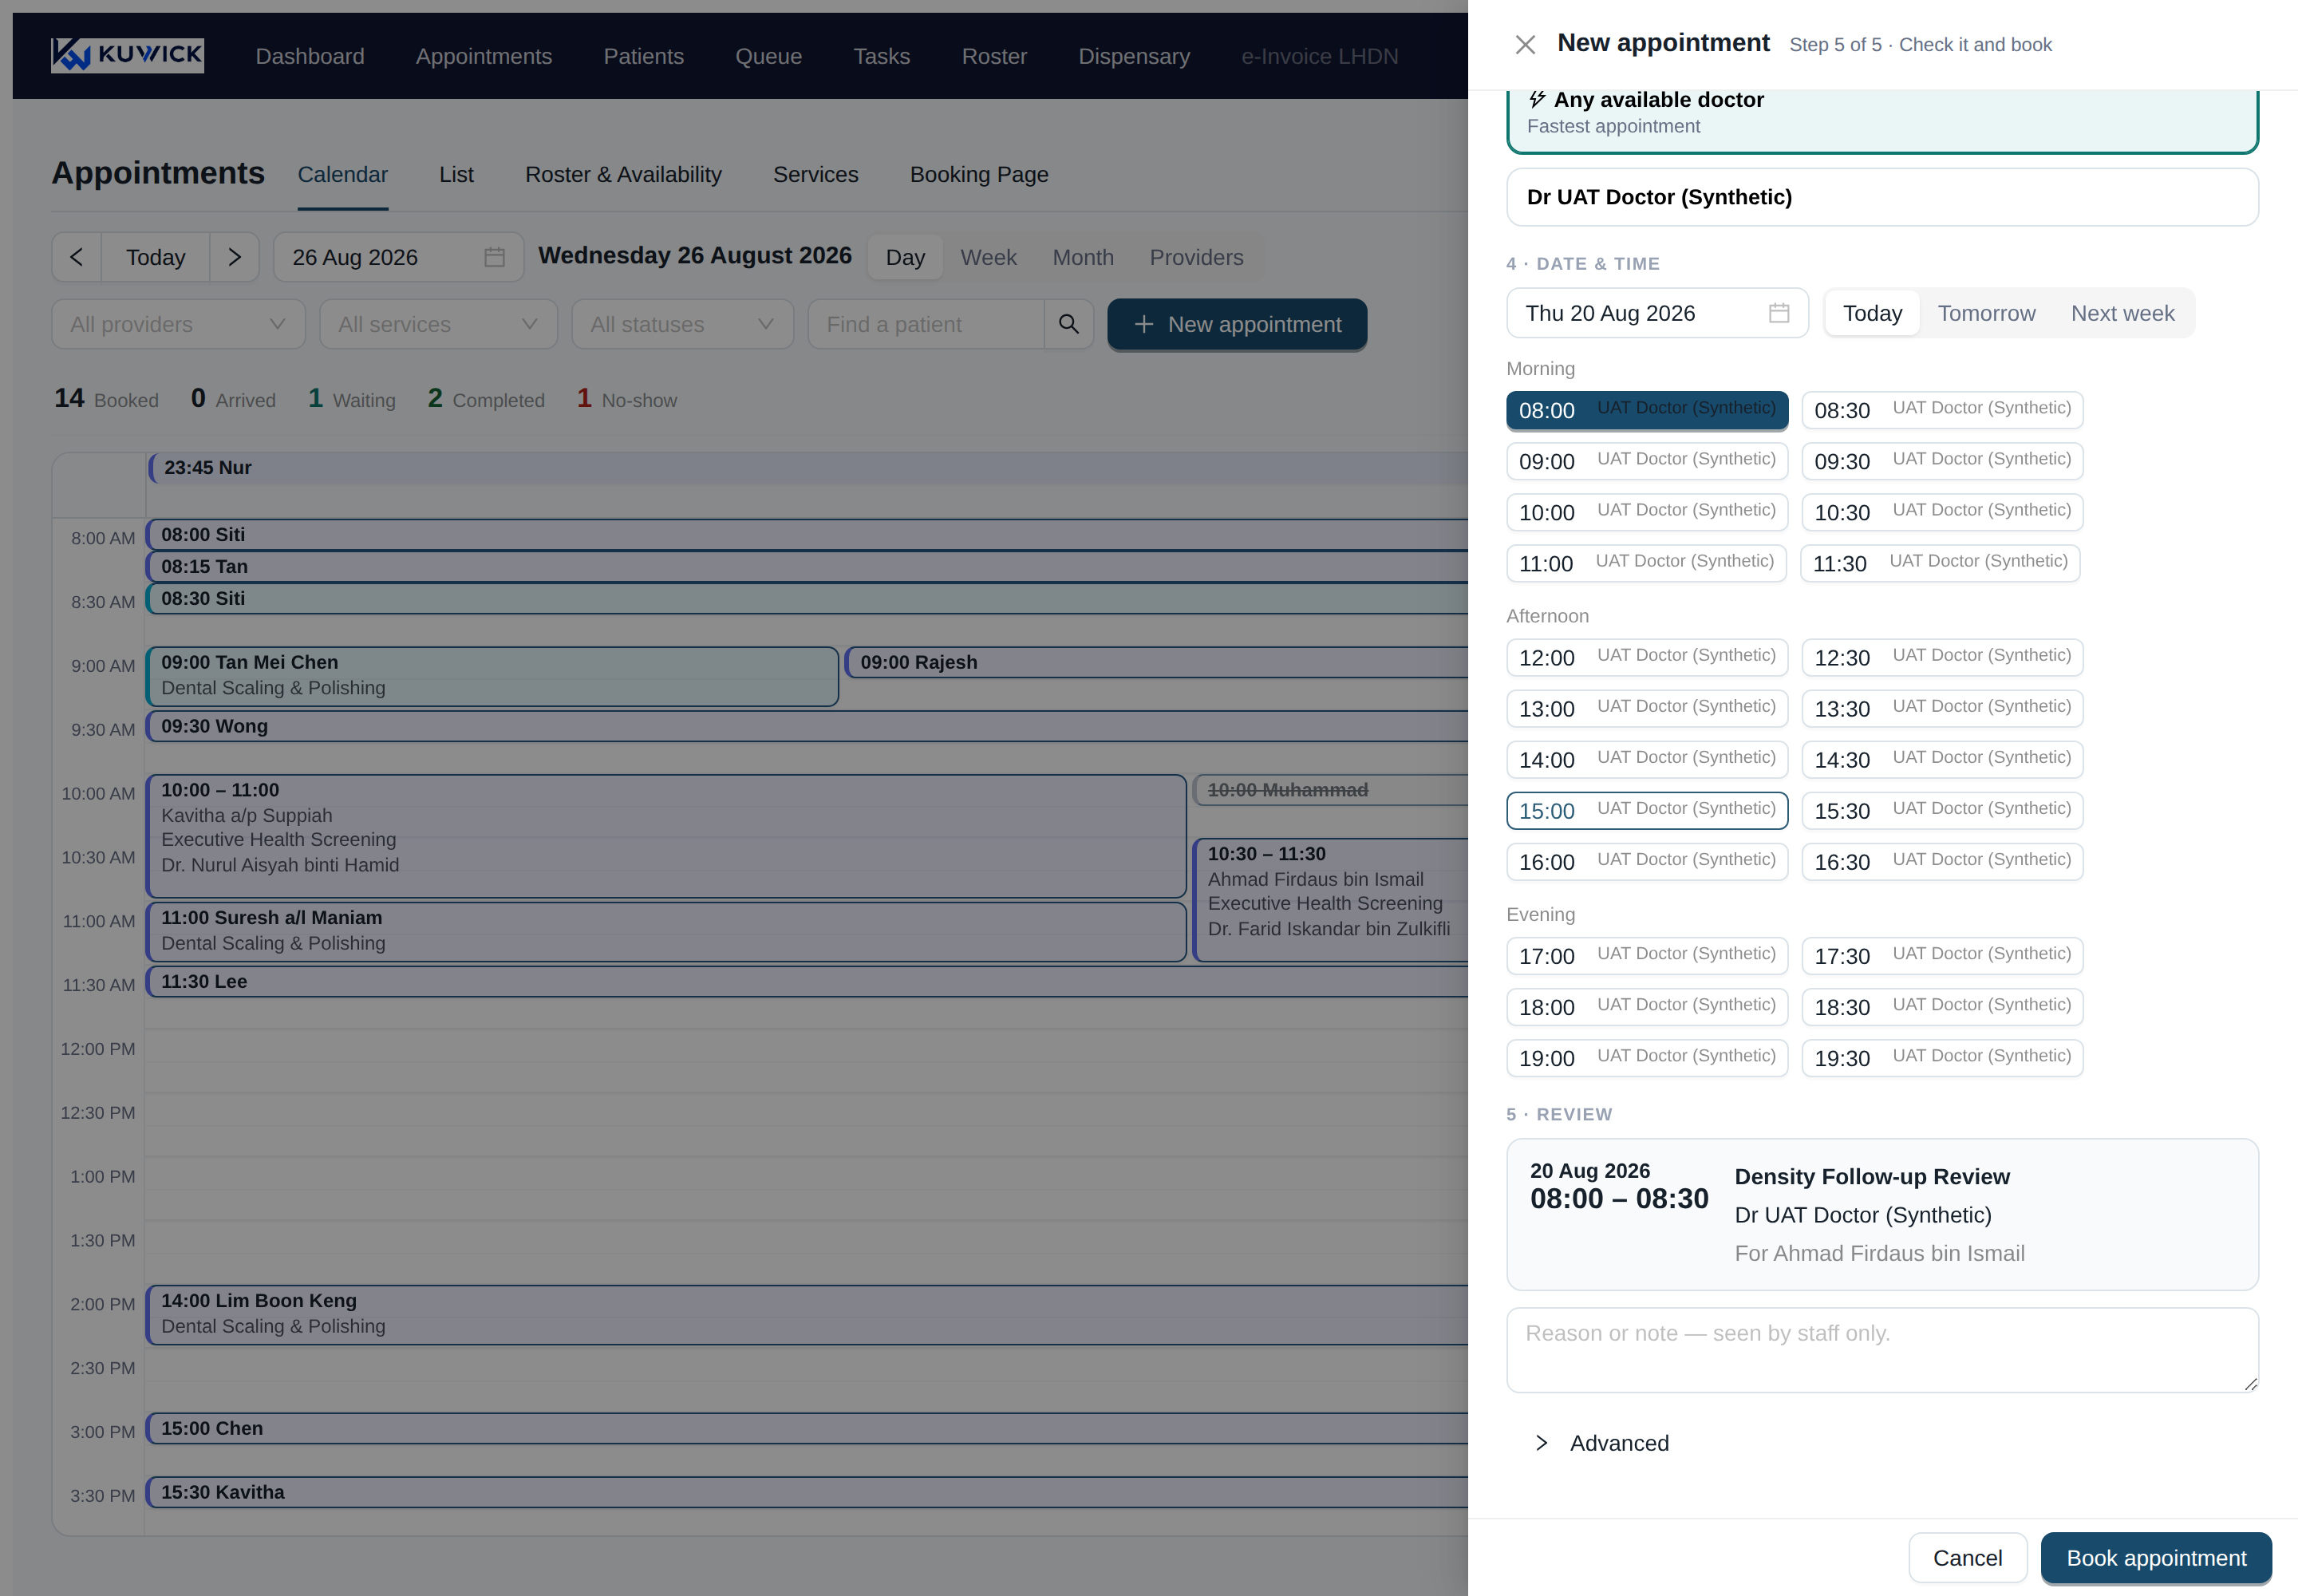 KUWICK
Dashboard
Appointments
Patients
Queue
Tasks
Roster
Dispensary
e-Invoice LHDN
Appointments
Calendar
List
Roster & Availability
Services
Booking Page
Today
26 Aug 2026
Wednesday 26 August 2026
Day
Week
Month
Providers
All providers
All services
All statuses
Find a patient
New appointment
14 Booked
0 Arrived
1 Waiting
2 Completed
1 No-show
23:45 Nur
8:00 AM
08:00 Siti
08:15 Tan
8:30 AM
08:30 Siti
9:00 AM
09:00 Tan Mei Chen
Dental Scaling & Polishing
09:00 Rajesh
9:30 AM
09:30 Wong
10:00 AM
10:00 – 11:00
Kavitha a/p Suppiah
Executive Health Screening
Dr. Nurul Aisyah binti Hamid
10:00 Muhammad
10:30 AM
10:30 – 11:30
Ahmad Firdaus bin Ismail
Executive Health Screening
Dr. Farid Iskandar bin Zulkifli
11:00 AM
11:00 Suresh a/l Maniam
Dental Scaling & Polishing
11:30 AM
11:30 Lee
12:00 PM
12:30 PM
1:00 PM
1:30 PM
2:00 PM
14:00 Lim Boon Keng
Dental Scaling & Polishing
2:30 PM
3:00 PM
15:00 Chen
3:30 PM
15:30 Kavitha
New appointment
Step 5 of 5 · Check it and book
Any available doctor
Fastest appointment
Dr UAT Doctor (Synthetic)
4 · DATE & TIME
Thu 20 Aug 2026
Today
Tomorrow
Next week
Morning
08:00 UAT Doctor (Synthetic)
08:30 UAT Doctor (Synthetic)
09:00 UAT Doctor (Synthetic)
09:30 UAT Doctor (Synthetic)
10:00 UAT Doctor (Synthetic)
10:30 UAT Doctor (Synthetic)
11:00 UAT Doctor (Synthetic)
11:30 UAT Doctor (Synthetic)
Afternoon
12:00 UAT Doctor (Synthetic)
12:30 UAT Doctor (Synthetic)
13:00 UAT Doctor (Synthetic)
13:30 UAT Doctor (Synthetic)
14:00 UAT Doctor (Synthetic)
14:30 UAT Doctor (Synthetic)
15:00 UAT Doctor (Synthetic)
15:30 UAT Doctor (Synthetic)
16:00 UAT Doctor (Synthetic)
16:30 UAT Doctor (Synthetic)
Evening
17:00 UAT Doctor (Synthetic)
17:30 UAT Doctor (Synthetic)
18:00 UAT Doctor (Synthetic)
18:30 UAT Doctor (Synthetic)
19:00 UAT Doctor (Synthetic)
19:30 UAT Doctor (Synthetic)
5 · REVIEW
20 Aug 2026
08:00 – 08:30
Density Follow-up Review
Dr UAT Doctor (Synthetic)
For Ahmad Firdaus bin Ismail
Reason or note — seen by staff only.
Advanced
Cancel
Book appointment